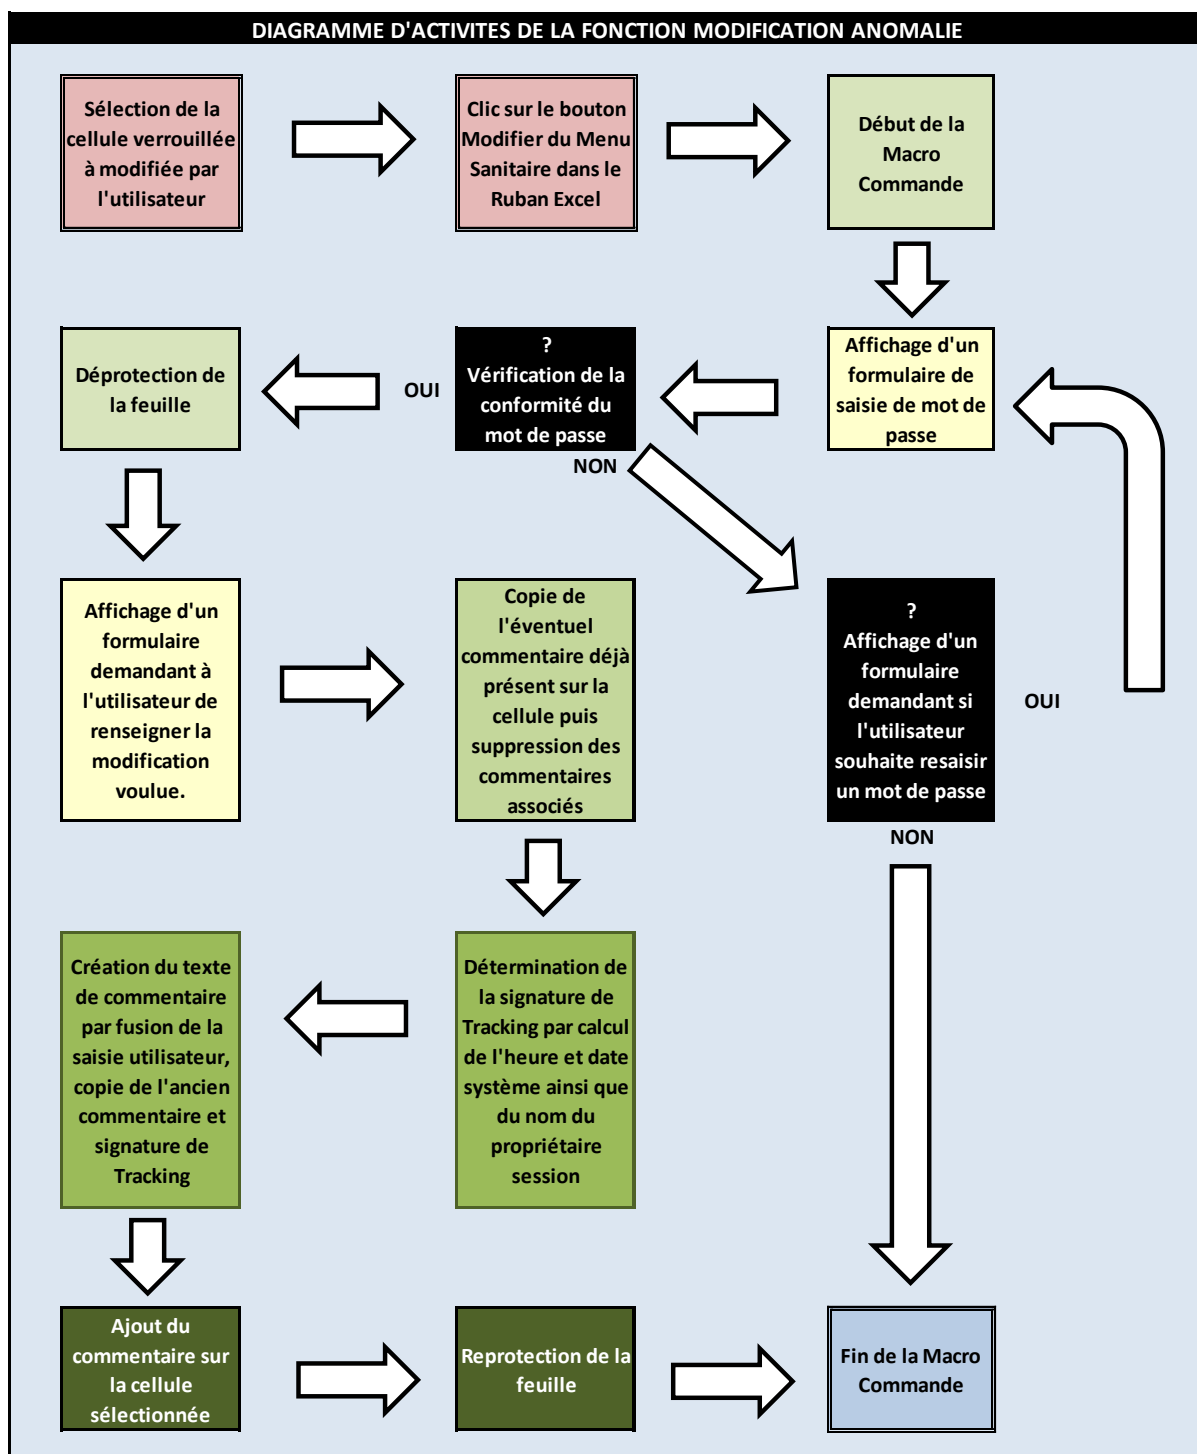 DIAGRAMME D'ACTIVITES DE LA FONCTION MODIFICATION ANOMALIE
Sélection de la
cellule verrouillée
à modifiée par
l'utilisateur
Clic sur le bouton
Modifier du Menu
Sanitaire dans le
Ruban Excel
Début de la
Macro
Commande
Affichage d'un
formulaire de
saisie de mot de
passe
?
Vérification de la
conformité du
mot de passe
OUI
Déprotection de
la feuille
NON
Affichage d'un
formulaire
demandant à
l'utilisateur de
renseigner la
modification
voulue.
Copie de
l'éventuel
commentaire déjà
présent sur la
cellule puis
suppression des
commentaires
associés
?
Affichage d'un
formulaire
demandant si
l'utilisateur
souhaite resaisir
un mot de passe
OUI
NON
Création du texte
de commentaire
par fusion de la
saisie utilisateur,
copie de l'ancien
commentaire et
signature de
Tracking
Détermination de
la signature de
Tracking par calcul
de l'heure et date
système ainsi que
du nom du
propriétaire
session
Ajout du
commentaire sur
la cellule
sélectionnée
Reprotection de la
feuille
Fin de la Macro
Commande